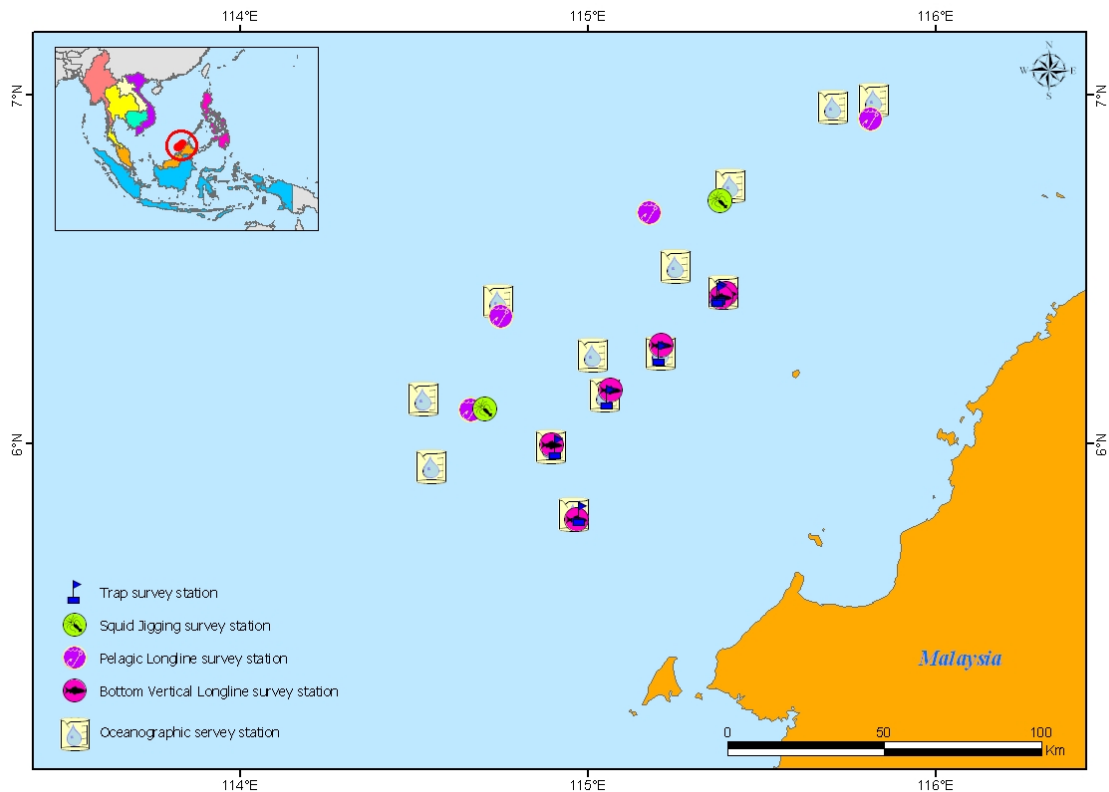 114°E 115°E 116°E
N
W E
S
7°N 7°N
6°N 6°N
Trap survey station
Squid Jigging survey station
Pelagic Longline survey station
Bottom Vertical Longline survey station
Oceanographic servey station
Malaysia
0 50 100
Km
114°E 115°E 116°E